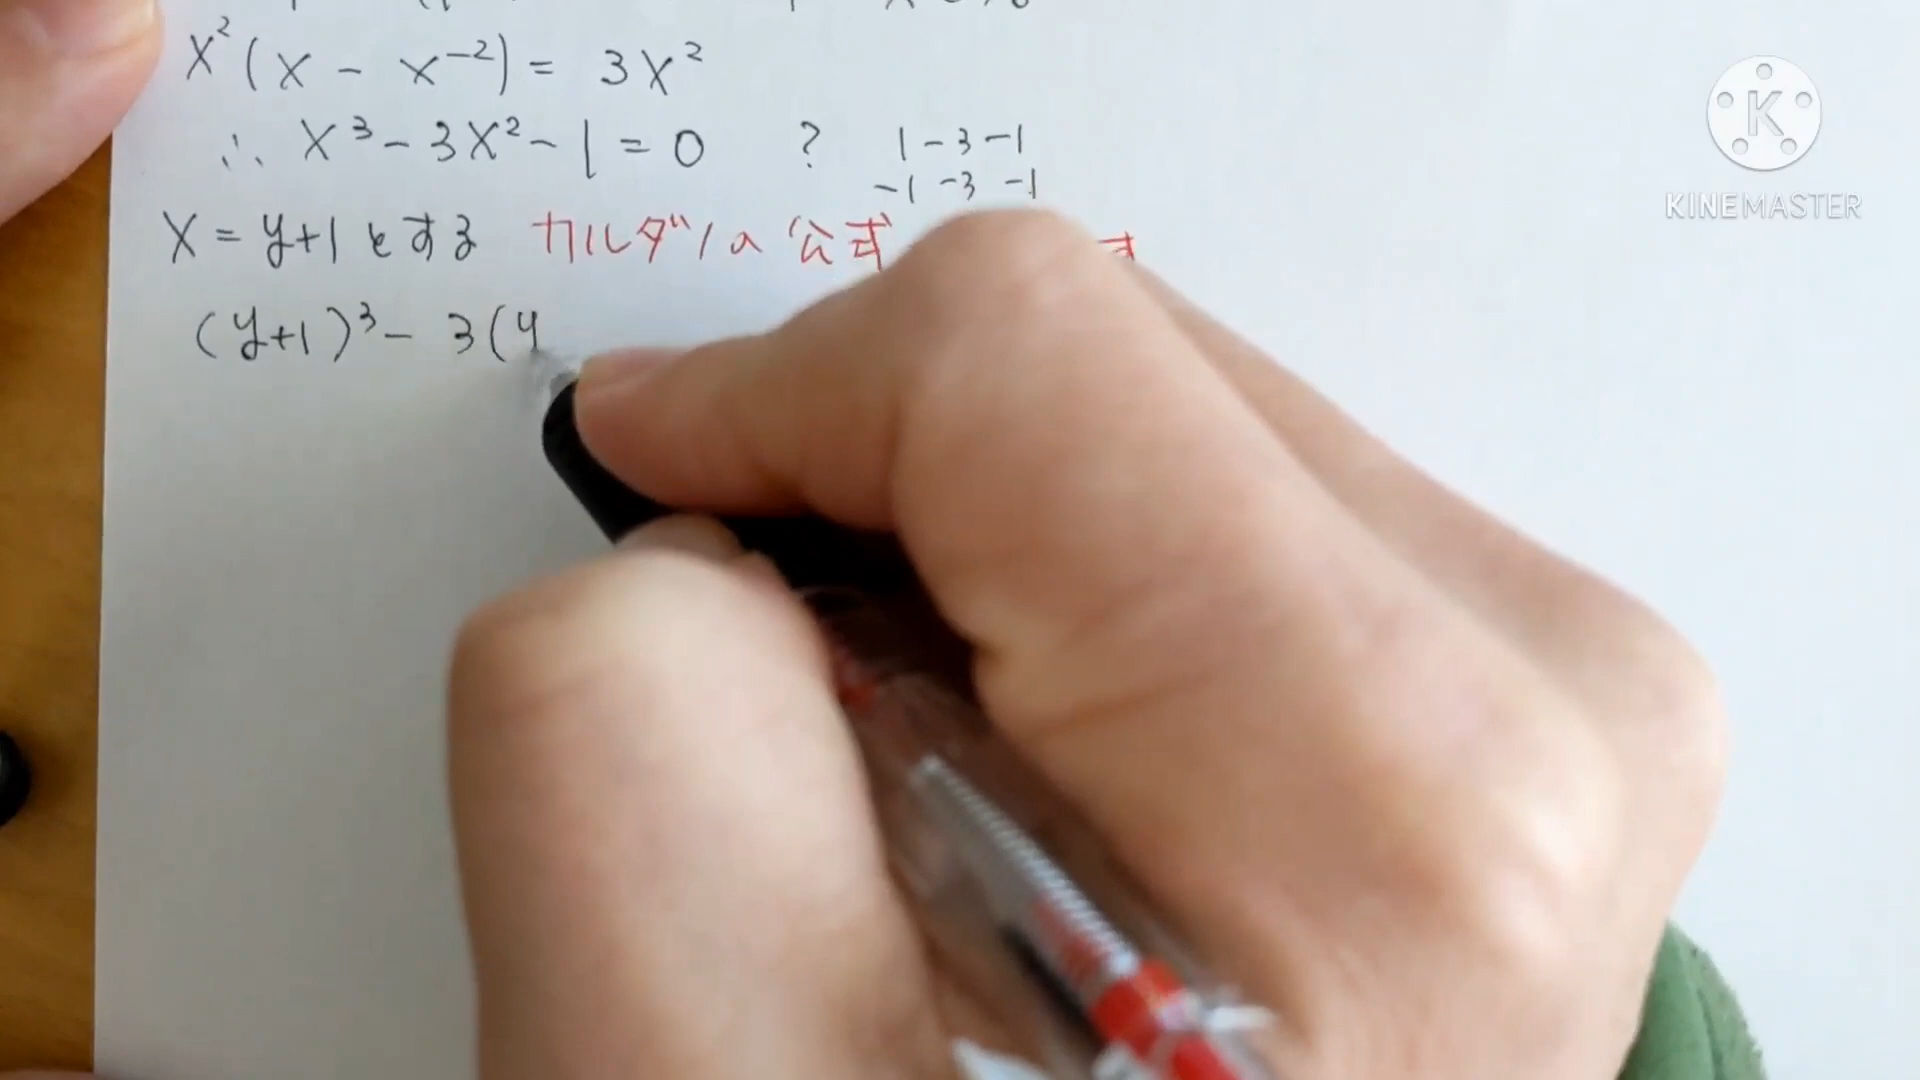 x²(x - x⁻²) = 3x²
∴ x³ - 3x² - 1 = 0 ? 1 - 3 - 1
-1 -3 -1
x = y+1 とする カルダノの公式
(y+1)³ - 3(y
K
KINEMASTER